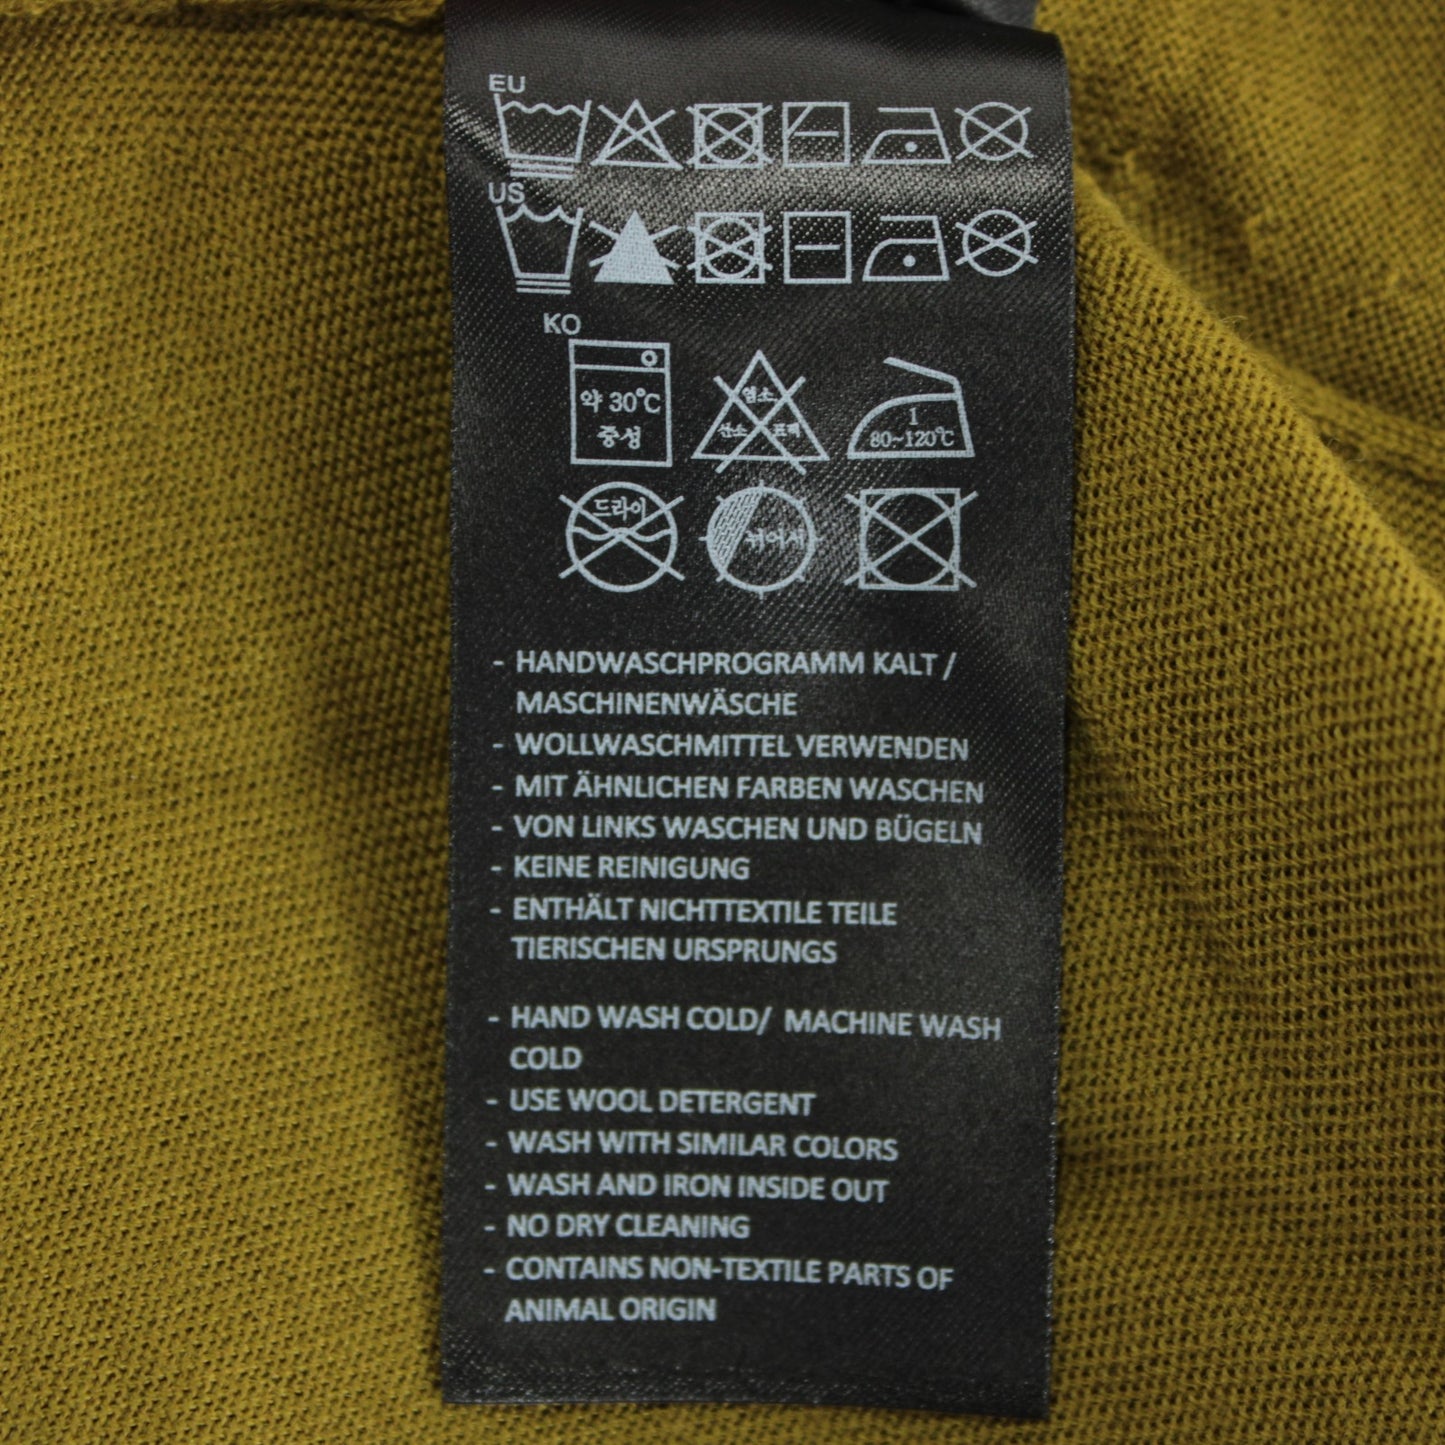 EU
US
KO
약 30℃
중성
염소
산소 표백
1
80~120℃
드라이
뉘어서
- HANDWASCHPROGRAMM KALT /
MASCHINENWÄSCHE
- WOLLWASCHMITTEL VERWENDEN
- MIT ÄHNLICHEN FARBEN WASCHEN
- VON LINKS WASCHEN UND BÜGELN
- KEINE REINIGUNG
- ENTHÄLT NICHTTEXTILE TEILE
TIERISCHEN URSPRUNGS
- HAND WASH COLD/ MACHINE WASH
COLD
- USE WOOL DETERGENT
- WASH WITH SIMILAR COLORS
- WASH AND IRON INSIDE OUT
- NO DRY CLEANING
- CONTAINS NON-TEXTILE PARTS OF
ANIMAL ORIGIN